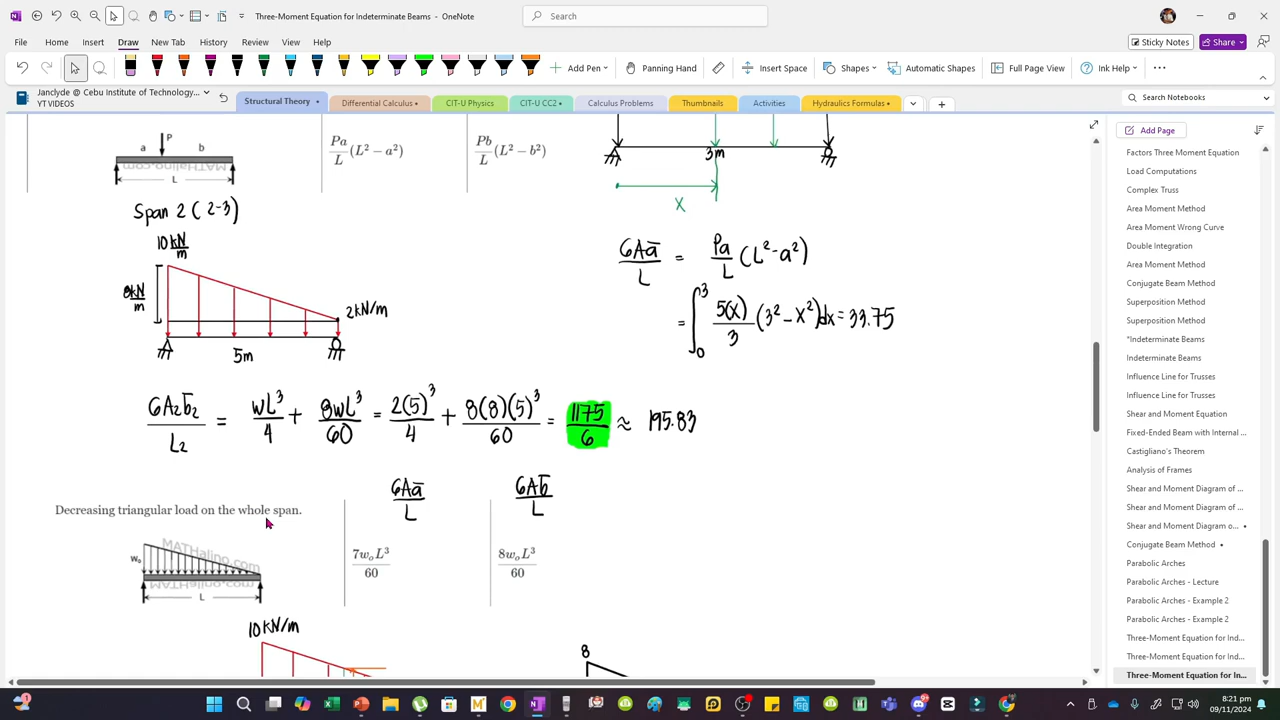 Three-Moment Equation for Indeterminate Beams - OneNote
Search
File Home Insert Draw New Tab History Review View Help
Sticky Notes Share
Add Pen Panning Hand Insert Space Shapes Automatic Shapes Full Page View Ink Help
Janclyde @ Cebu Institute of Technology...
YT VIDEOS
Structural Theory Differential Calculus CIT-U Physics CIT-U CC2 Calculus Problems Thumbnails Activities Hydraulics Formulas
Search Notebooks
Add Page
Factors Three Moment Equation
Load Computations
Complex Truss
Area Moment Method
Area Moment Wrong Curve
Double Integration
Area Moment Method
Conjugate Beam Method
Superposition Method
Superposition Method
*Indeterminate Beams
Indeterminate Beams
Influence Line for Trusses
Influence Line for Trusses
Shear and Moment Equation
Fixed-Ended Beam with Internal ...
Castigliano's Theorem
Analysis of Frames
Shear and Moment Diagram of ...
Shear and Moment Diagram of ...
Shear and Moment Diagram o...
Conjugate Beam Method
Parabolic Arches
Parabolic Arches - Lecture
Parabolic Arches - Example 2
Parabolic Arches - Example 2
Three-Moment Equation for Ind...
Three-Moment Equation for Ind...
Three-Moment Equation for In...
a P b
L
MATHalino.com
Pa/L (L² − a²)
Pb/L (L² − b²)
3m
x
Span 2 (2-3)
10 kN/m
8kN/m
2kN/m
5m
6Aā/L = Pa/L (L²-a²)
= ∫₀³ 5(x)/3 (3²-x²)dx = 33.75
6A₂b̄₂/L₂ = wL³/4 + 8wL³/60 = 2(5)³/4 + 8(8)(5)³/60 = 1175/6 ≈ 195.83
6Aā/L 6Ab̄/L
Decreasing triangular load on the whole span.
wₒ
MATHalino.com
MATHalino.com
L
7wₒL³/60
8wₒL³/60
10kN/m
8
8:21 pm
09/11/2024